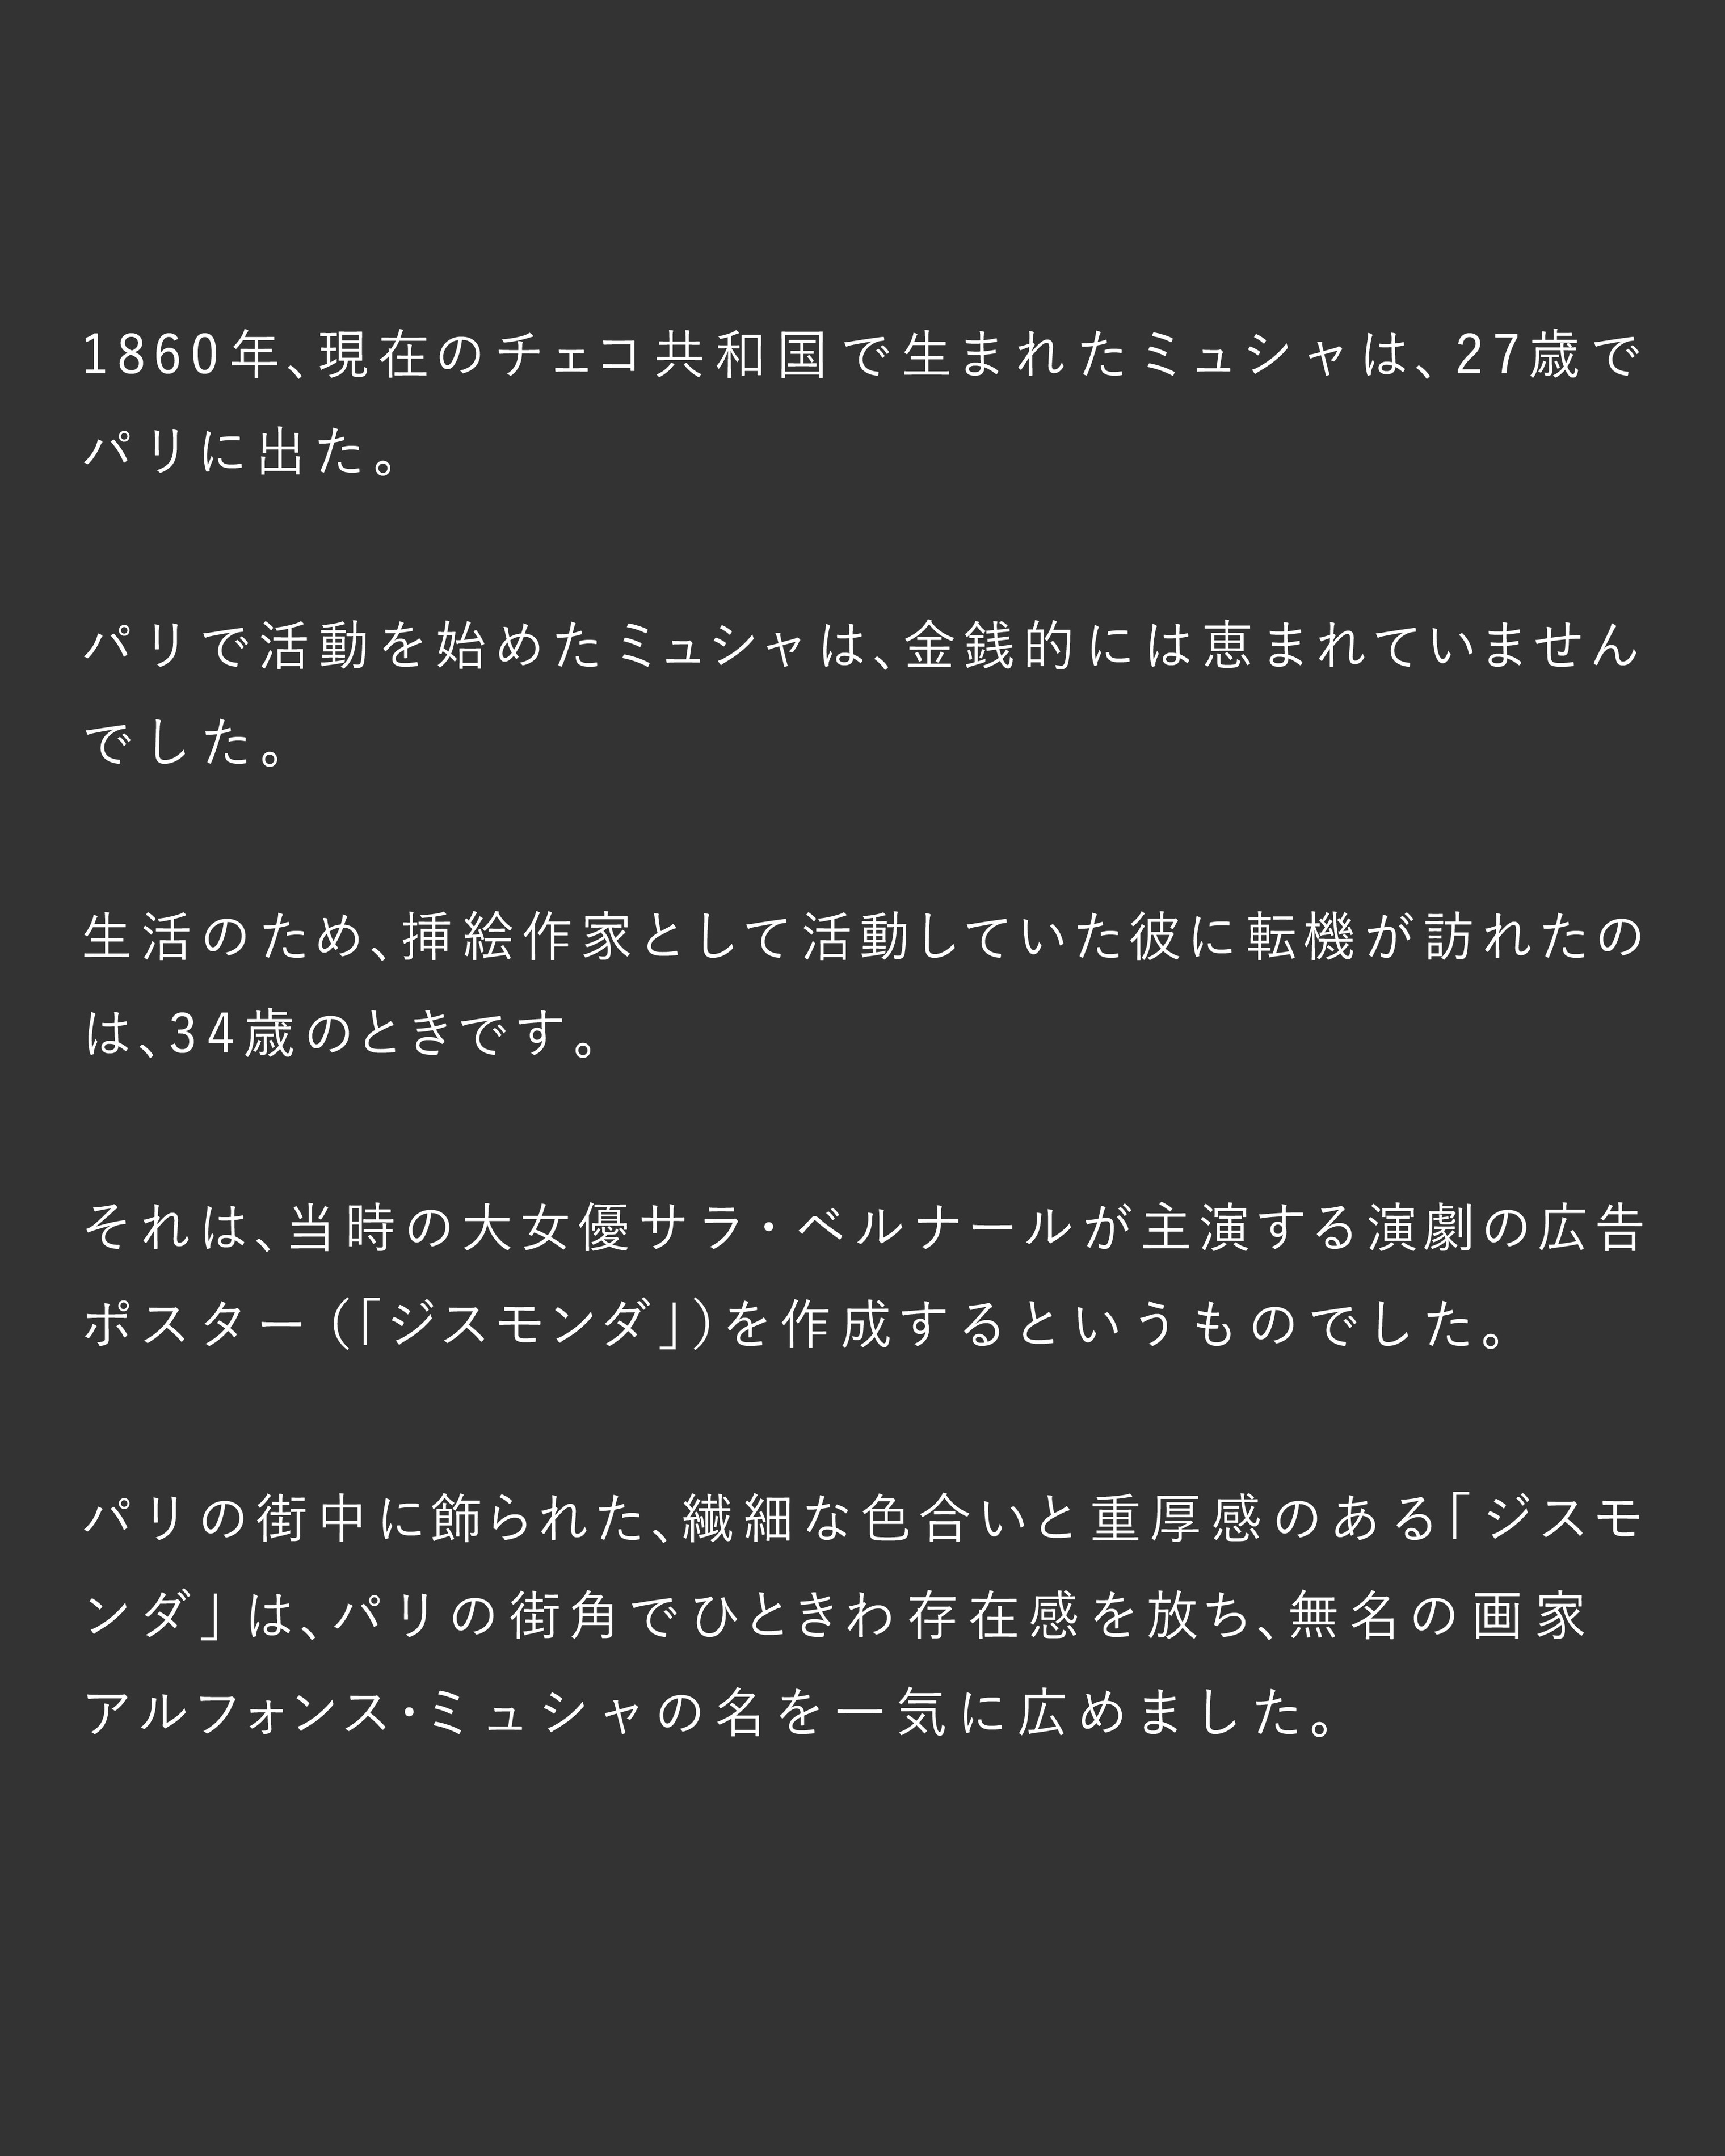 1860年、現在のチェコ共和国で生まれたミュシャは、27歳で
パリに出た。
パリで活動を始めたミュシャは、金銭的には恵まれていません
でした。
生活のため、挿絵作家として活動していた彼に転機が訪れたの
は、34歳のときです。
それは、当時の大女優サラ・ベルナールが主演する演劇の広告
ポスター（「ジスモンダ」）を作成するというものでした。
パリの街中に飾られた、繊細な色合いと重厚感のある「ジスモ
ンダ」は、パリの街角でひときわ存在感を放ち、無名の画家
アルフォンス・ミュシャの名を一気に広めました。